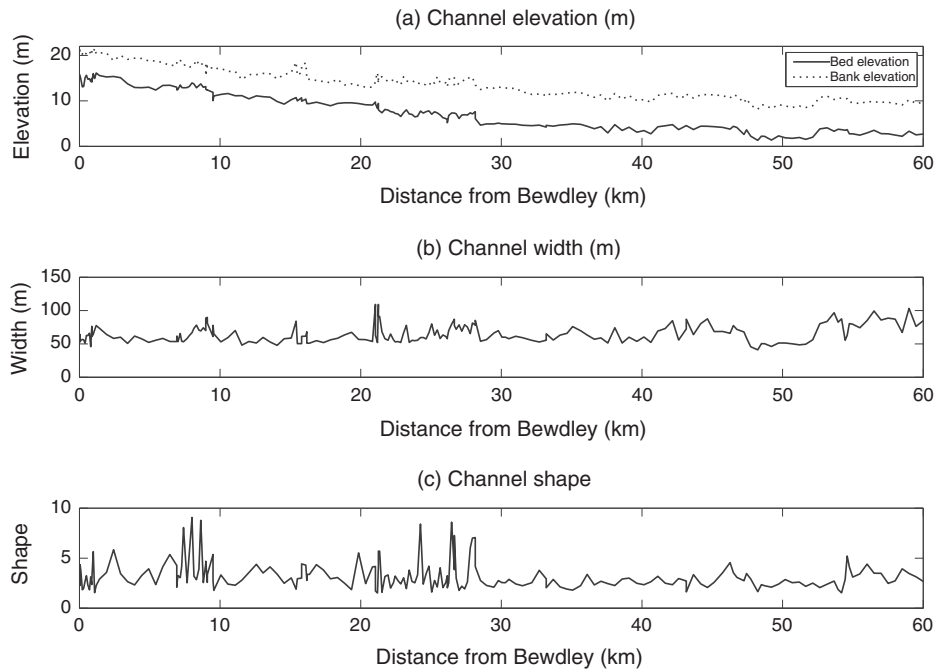 (a) Channel elevation (m)
Elevation (m)
20
10
0
Bed elevation
Bank elevation
0 10 20 30 40 50 60
Distance from Bewdley (km)
(b) Channel width (m)
Width (m)
150
100
50
0
0 10 20 30 40 50 60
Distance from Bewdley (km)
(c) Channel shape
Shape
10
5
0
0 10 20 30 40 50 60
Distance from Bewdley (km)